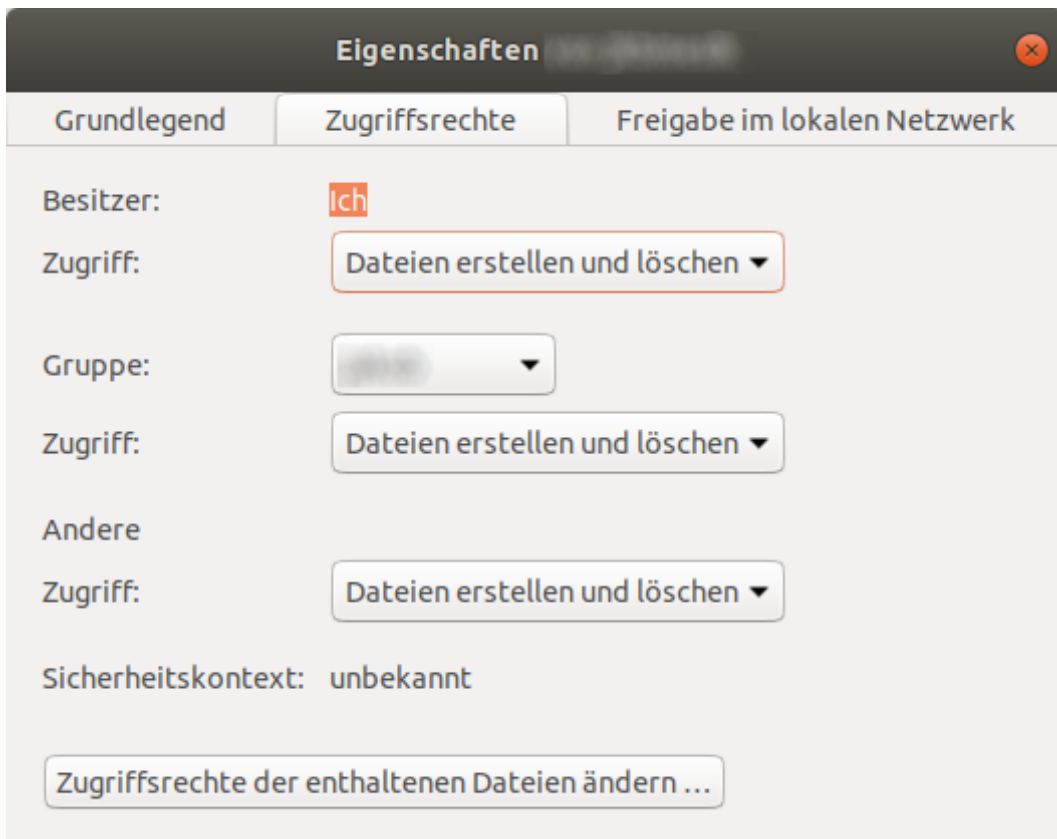 Eigenschaften
Grundlegend Zugriffsrechte Freigabe im lokalen Netzwerk
Besitzer: Ich
Zugriff: Dateien erstellen und löschen
Gruppe:
Zugriff: Dateien erstellen und löschen
Andere
Zugriff: Dateien erstellen und löschen
Sicherheitskontext: unbekannt
Zugriffsrechte der enthaltenen Dateien ändern ...